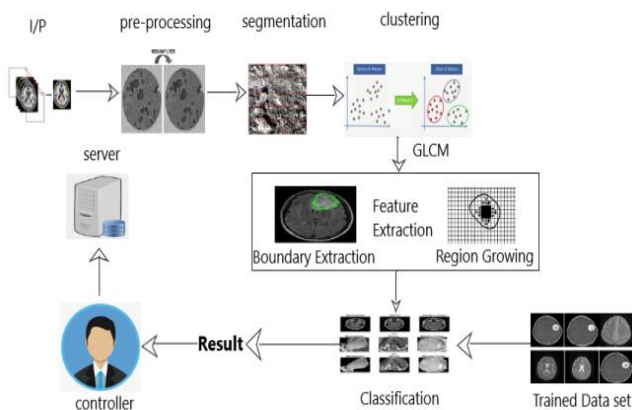 I/P
pre-processing
segmentation
clustering
GLCM
Feature
Extraction
Boundary Extraction
Region Growing
server
Result
controller
Classification
Trained Data set